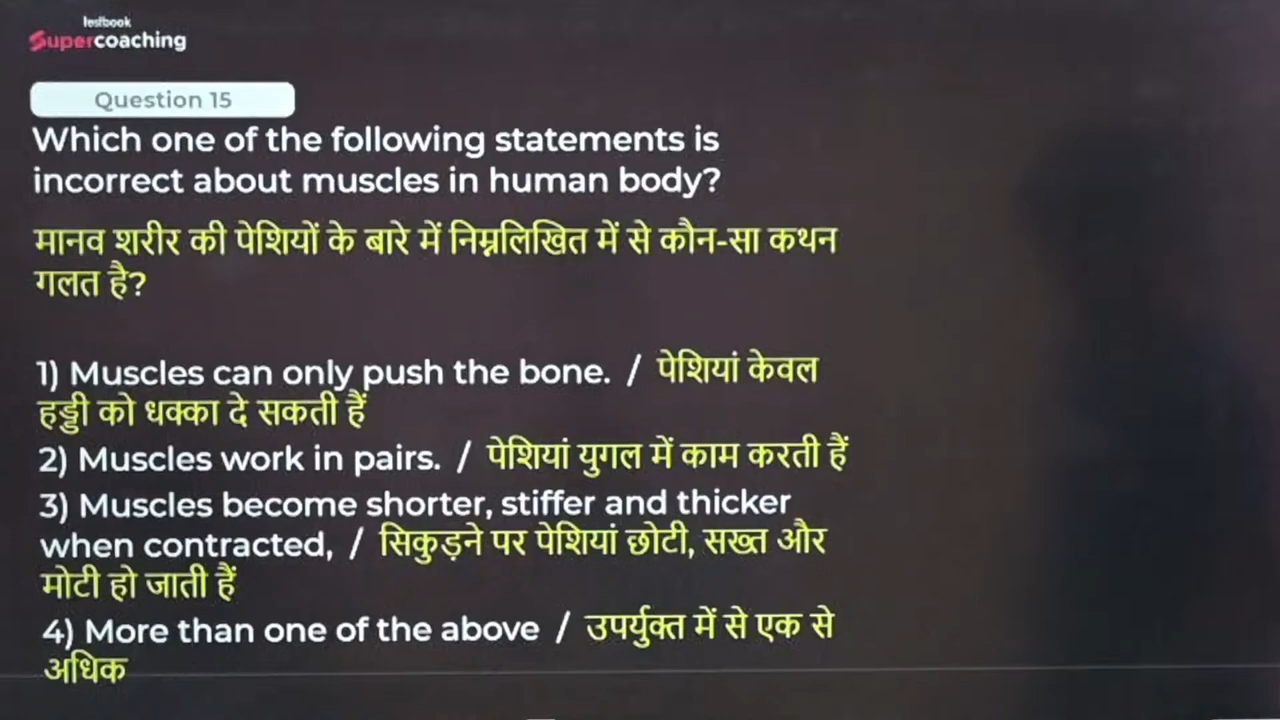 testbook
Supercoaching
Question 15
Which one of the following statements is
incorrect about muscles in human body?
मानव शरीर की पेशियों के बारे में निम्नलिखित में से कौन-सा कथन
गलत है?
1) Muscles can only push the bone. / पेशियां केवल
हड्डी को धक्का दे सकती हैं
2) Muscles work in pairs. / पेशियां युगल में काम करती हैं
3) Muscles become shorter, stiffer and thicker
when contracted, / सिकुड़ने पर पेशियां छोटी, सख्त और
मोटी हो जाती हैं
4) More than one of the above / उपर्युक्त में से एक से
अधिक